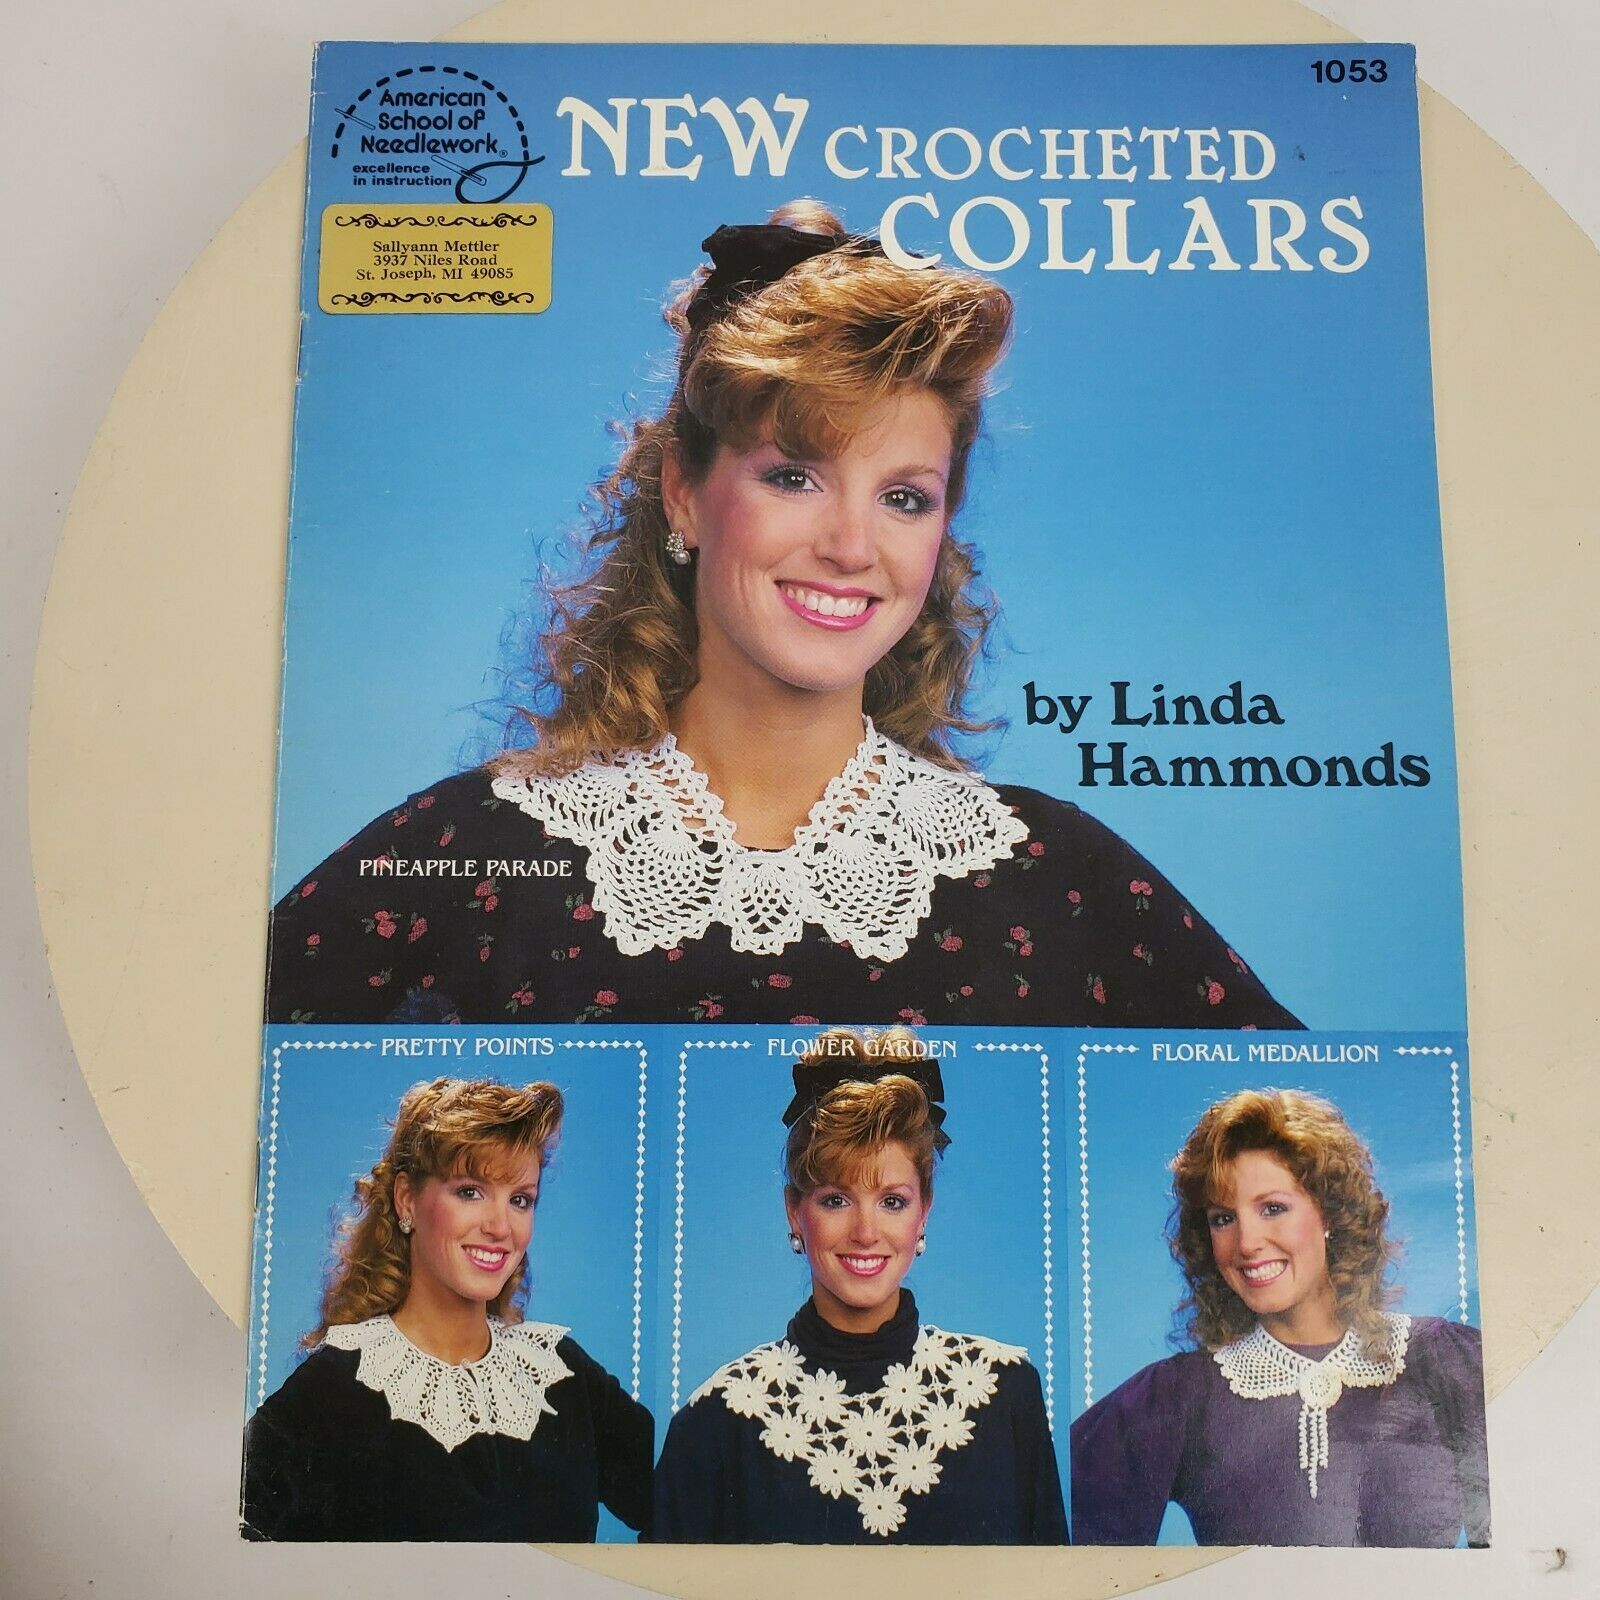 American
School of
Needlework®
excellence
in instruction
1053
NEW CROCHETED
COLLARS
Sallyann Mettler
3937 Niles Road
St. Joseph, MI 49085
by Linda
Hammonds
PINEAPPLE PARADE
PRETTY POINTS
FLOWER GARDEN
FLORAL MEDALLION